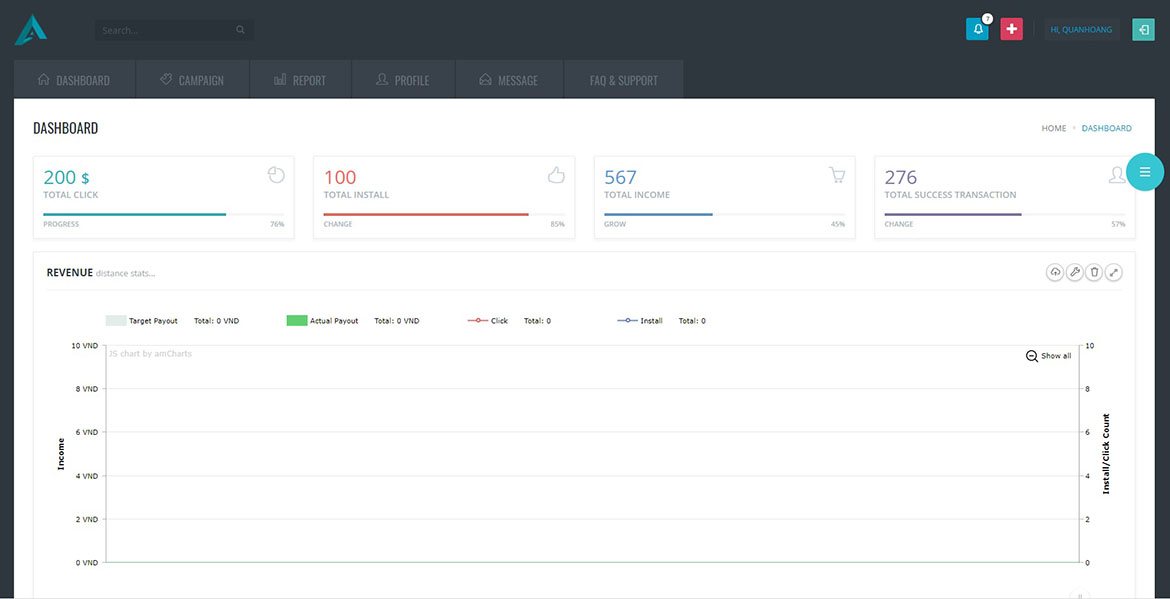 Search...
7
HI, QUANHOANG
DASHBOARD
CAMPAIGN
REPORT
PROFILE
MESSAGE
FAQ & SUPPORT
DASHBOARD
HOME
DASHBOARD
200 $
TOTAL CLICK
PROGRESS
76%
100
TOTAL INSTALL
CHANGE
85%
567
TOTAL INCOME
GROW
45%
276
TOTAL SUCCESS TRANSACTION
CHANGE
57%
REVENUE distance stats...
Target Payout Total: 0 VND
Actual Payout Total: 0 VND
Click Total: 0
Install Total: 0
JS chart by amCharts
Show all
10 VND
8 VND
6 VND
4 VND
2 VND
0 VND
Income
10
8
6
4
2
0
Install/Click Count